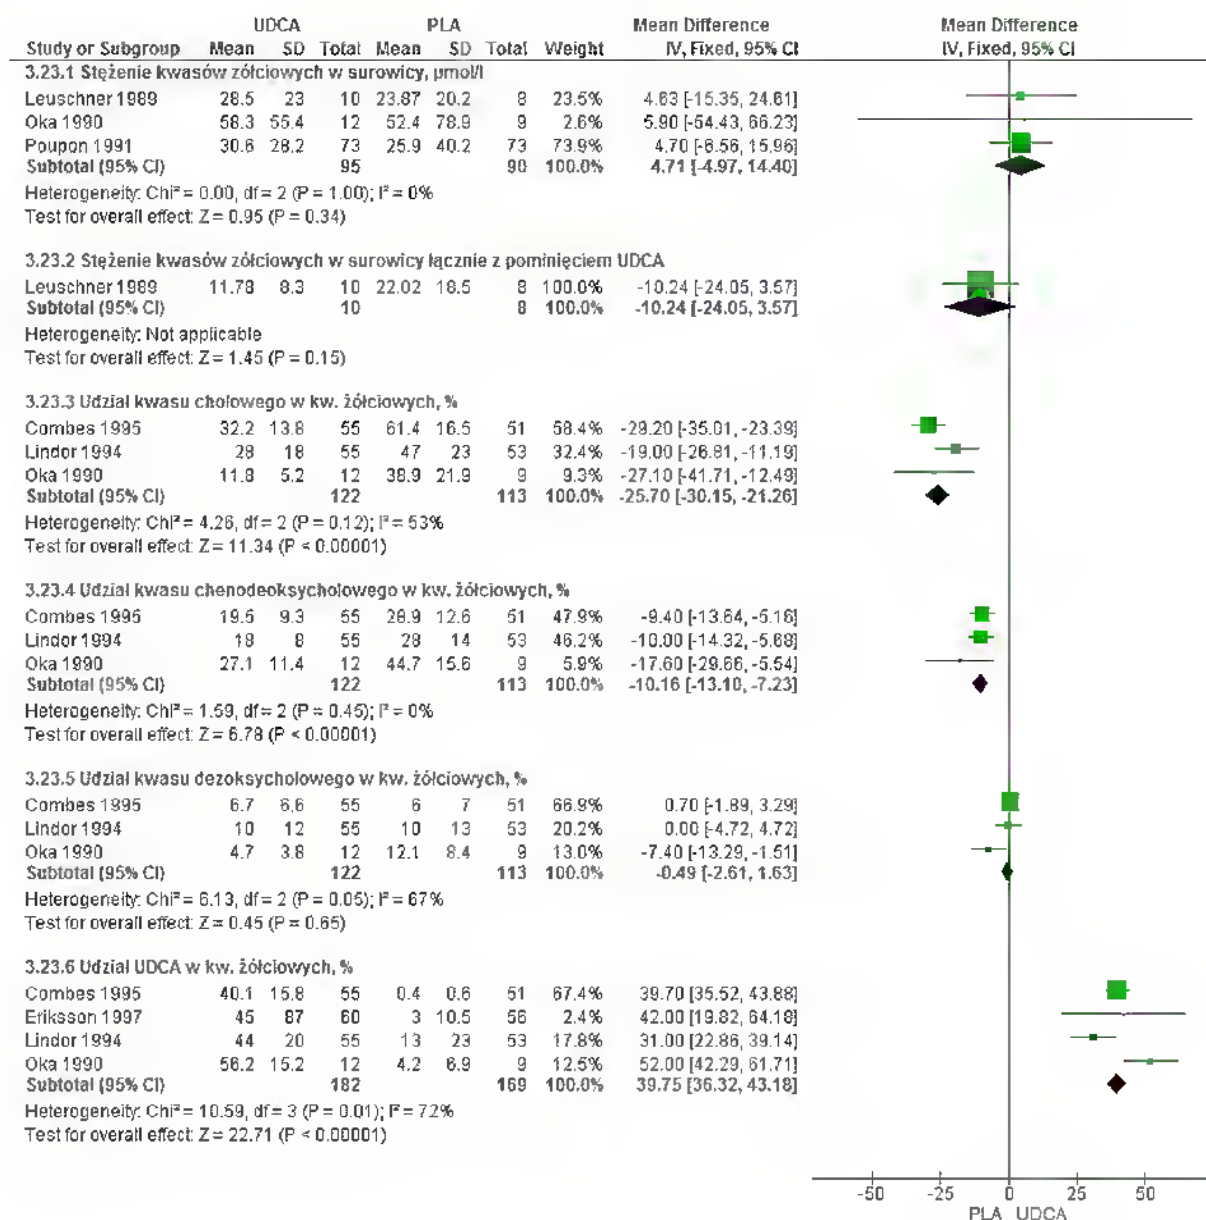 UDCA PLA Mean Difference Mean Difference
Study or Subgroup Mean SD Total Mean SD Total Weight IV, Fixed, 95% CI IV, Fixed, 95% CI
3.23.1 Stężenie kwasów zółciowych w surowicy, µmol/l
Leuschner 1989 28.5 23 10 23.87 20.2 8 23.5% 4.63 [-15.35, 24.61]
Oka 1990 58.3 55.4 12 52.4 78.9 9 2.6% 5.90 [-54.43, 66.23]
Poupon 1991 30.6 28.2 73 25.9 40.2 73 73.9% 4.70 [-6.56, 15.96]
Subtotal (95% CI) 95 90 100.0% 4.71 [-4.97, 14.40]
Heterogeneity: Chi² = 0.00, df = 2 (P = 1.00); I² = 0%
Test for overall effect: Z = 0.95 (P = 0.34)
3.23.2 Stężenie kwasów zółciowych w surowicy łącznie z pominięciem UDCA
Leuschner 1989 11.78 8.3 10 22.02 18.5 8 100.0% -10.24 [-24.05, 3.57]
Subtotal (95% CI) 10 8 100.0% -10.24 [-24.05, 3.57]
Heterogeneity: Not applicable
Test for overall effect: Z = 1.45 (P = 0.15)
3.23.3 Udział kwasu cholowego w kw. żółciowych, %
Combes 1995 32.2 13.8 55 61.4 16.5 51 58.4% -29.20 [-35.01, -23.39]
Lindor 1994 28 18 55 47 23 53 32.4% -19.00 [-26.81, -11.19]
Oka 1990 11.8 5.2 12 38.9 21.9 9 9.3% -27.10 [-41.71, -12.49]
Subtotal (95% CI) 122 113 100.0% -25.70 [-30.15, -21.26]
Heterogeneity: Chi² = 4.26, df = 2 (P = 0.12); I² = 53%
Test for overall effect: Z = 11.34 (P < 0.00001)
3.23.4 Udział kwasu chenodeoksycholowego w kw. żółciowych, %
Combes 1995 19.5 9.3 55 28.9 12.6 51 47.9% -9.40 [-13.64, -5.16]
Lindor 1994 18 8 55 28 14 53 46.2% -10.00 [-14.32, -5.68]
Oka 1990 27.1 11.4 12 44.7 15.6 9 5.9% -17.60 [-29.66, -5.54]
Subtotal (95% CI) 122 113 100.0% -10.16 [-13.10, -7.23]
Heterogeneity: Chi² = 1.59, df = 2 (P = 0.45); I² = 0%
Test for overall effect: Z = 6.78 (P < 0.00001)
3.23.5 Udział kwasu dezoksycholowego w kw. żółciowych, %
Combes 1995 6.7 6.6 55 6 7 51 66.9% 0.70 [-1.89, 3.29]
Lindor 1994 10 12 55 10 13 53 20.2% 0.00 [-4.72, 4.72]
Oka 1990 4.7 3.8 12 12.1 8.4 9 13.0% -7.40 [-13.29, -1.51]
Subtotal (95% CI) 122 113 100.0% -0.49 [-2.61, 1.63]
Heterogeneity: Chi² = 6.13, df = 2 (P = 0.05); I² = 67%
Test for overall effect: Z = 0.45 (P = 0.65)
3.23.6 Udział UDCA w kw. żółciowych, %
Combes 1995 40.1 15.8 55 0.4 0.6 51 67.4% 39.70 [35.52, 43.88]
Eriksson 1997 45 87 60 3 10.5 56 2.4% 42.00 [19.82, 64.18]
Lindor 1994 44 20 55 13 23 53 17.8% 31.00 [22.86, 39.14]
Oka 1990 56.2 15.2 12 4.2 6.9 9 12.5% 52.00 [42.29, 61.71]
Subtotal (95% CI) 182 169 100.0% 39.75 [36.32, 43.18]
Heterogeneity: Chi² = 10.59, df = 3 (P = 0.01); I² = 72%
Test for overall effect: Z = 22.71 (P < 0.00001)
-50 -25 0 25 50
PLA UDCA